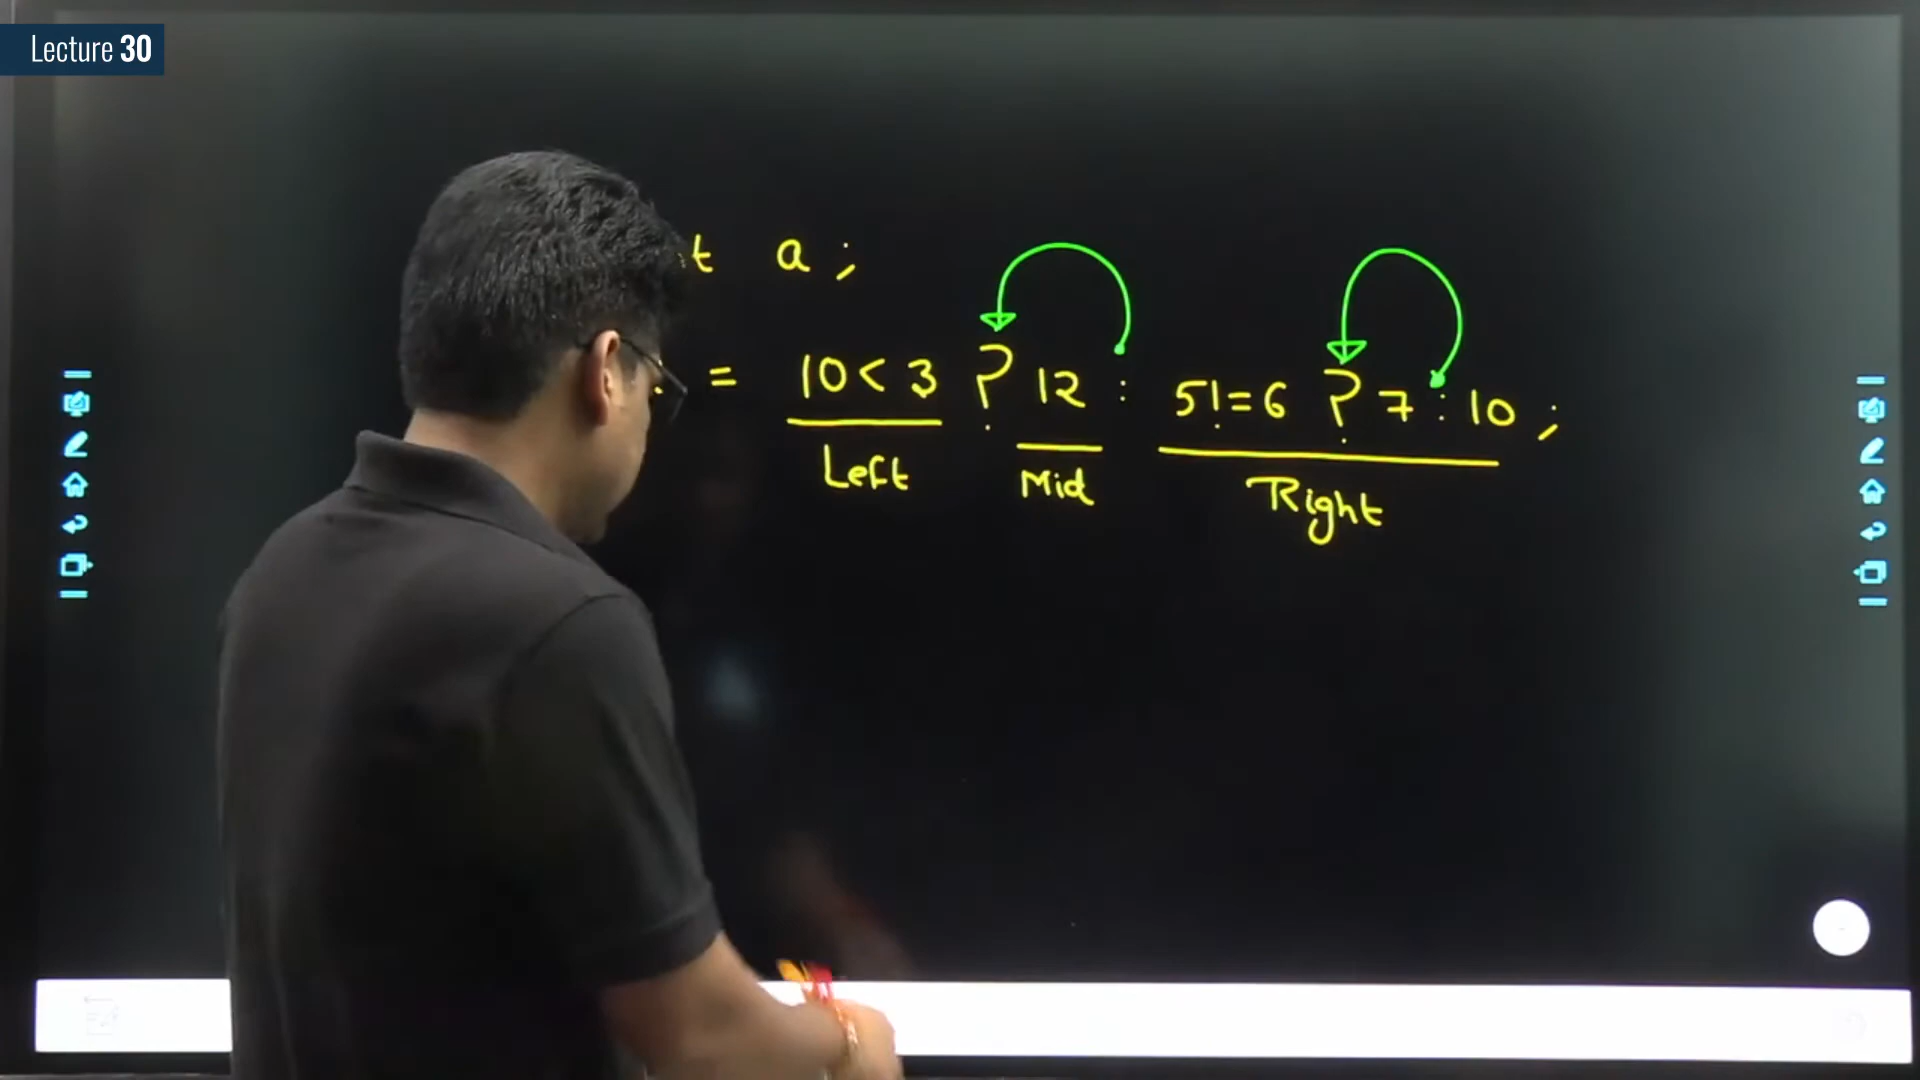 Lecture 30
t a ;
= 10 < 3 ? 12 : 5 != 6 ? 7 : 10 ;
Left Mid Right